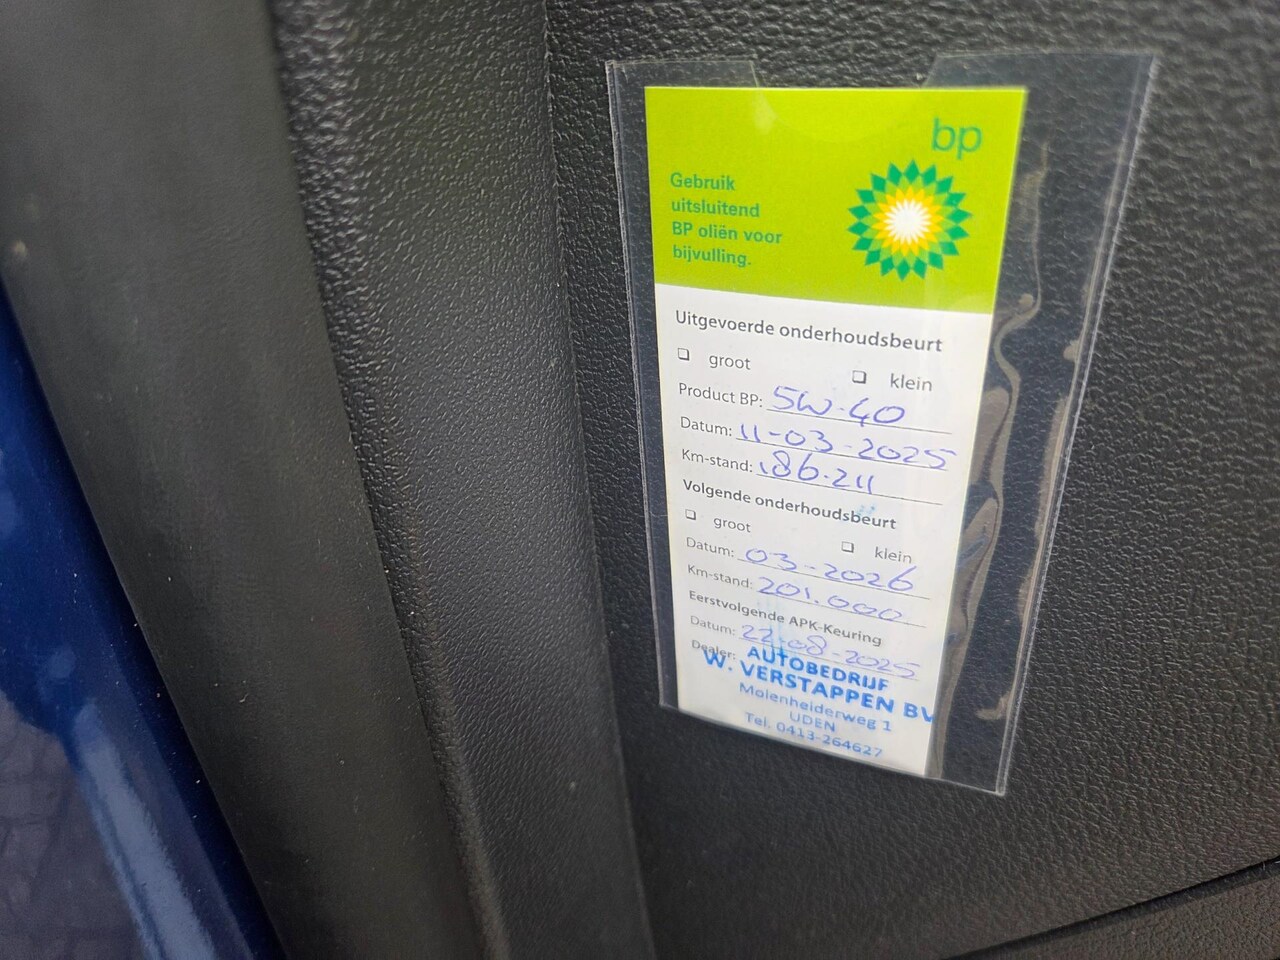 bp
Gebruik
uitsluitend
BP oliën voor
bijvulling.
Uitgevoerde onderhoudsbeurt
❑ groot ❑ klein
Product BP: 5W-40
Datum: 11-03-2025
Km-stand: 186.211
Volgende onderhoudsbeurt
❑ groot ❑ klein
Datum: 03-2026
Km-stand: 201.000
Eerstvolgende APK-Keuring
Datum: 22-08-2025
Dealer: AUTOBEDRIJF
W. VERSTAPPEN BV
Molenheiderweg 1
UDEN
Tel. 0413-264627